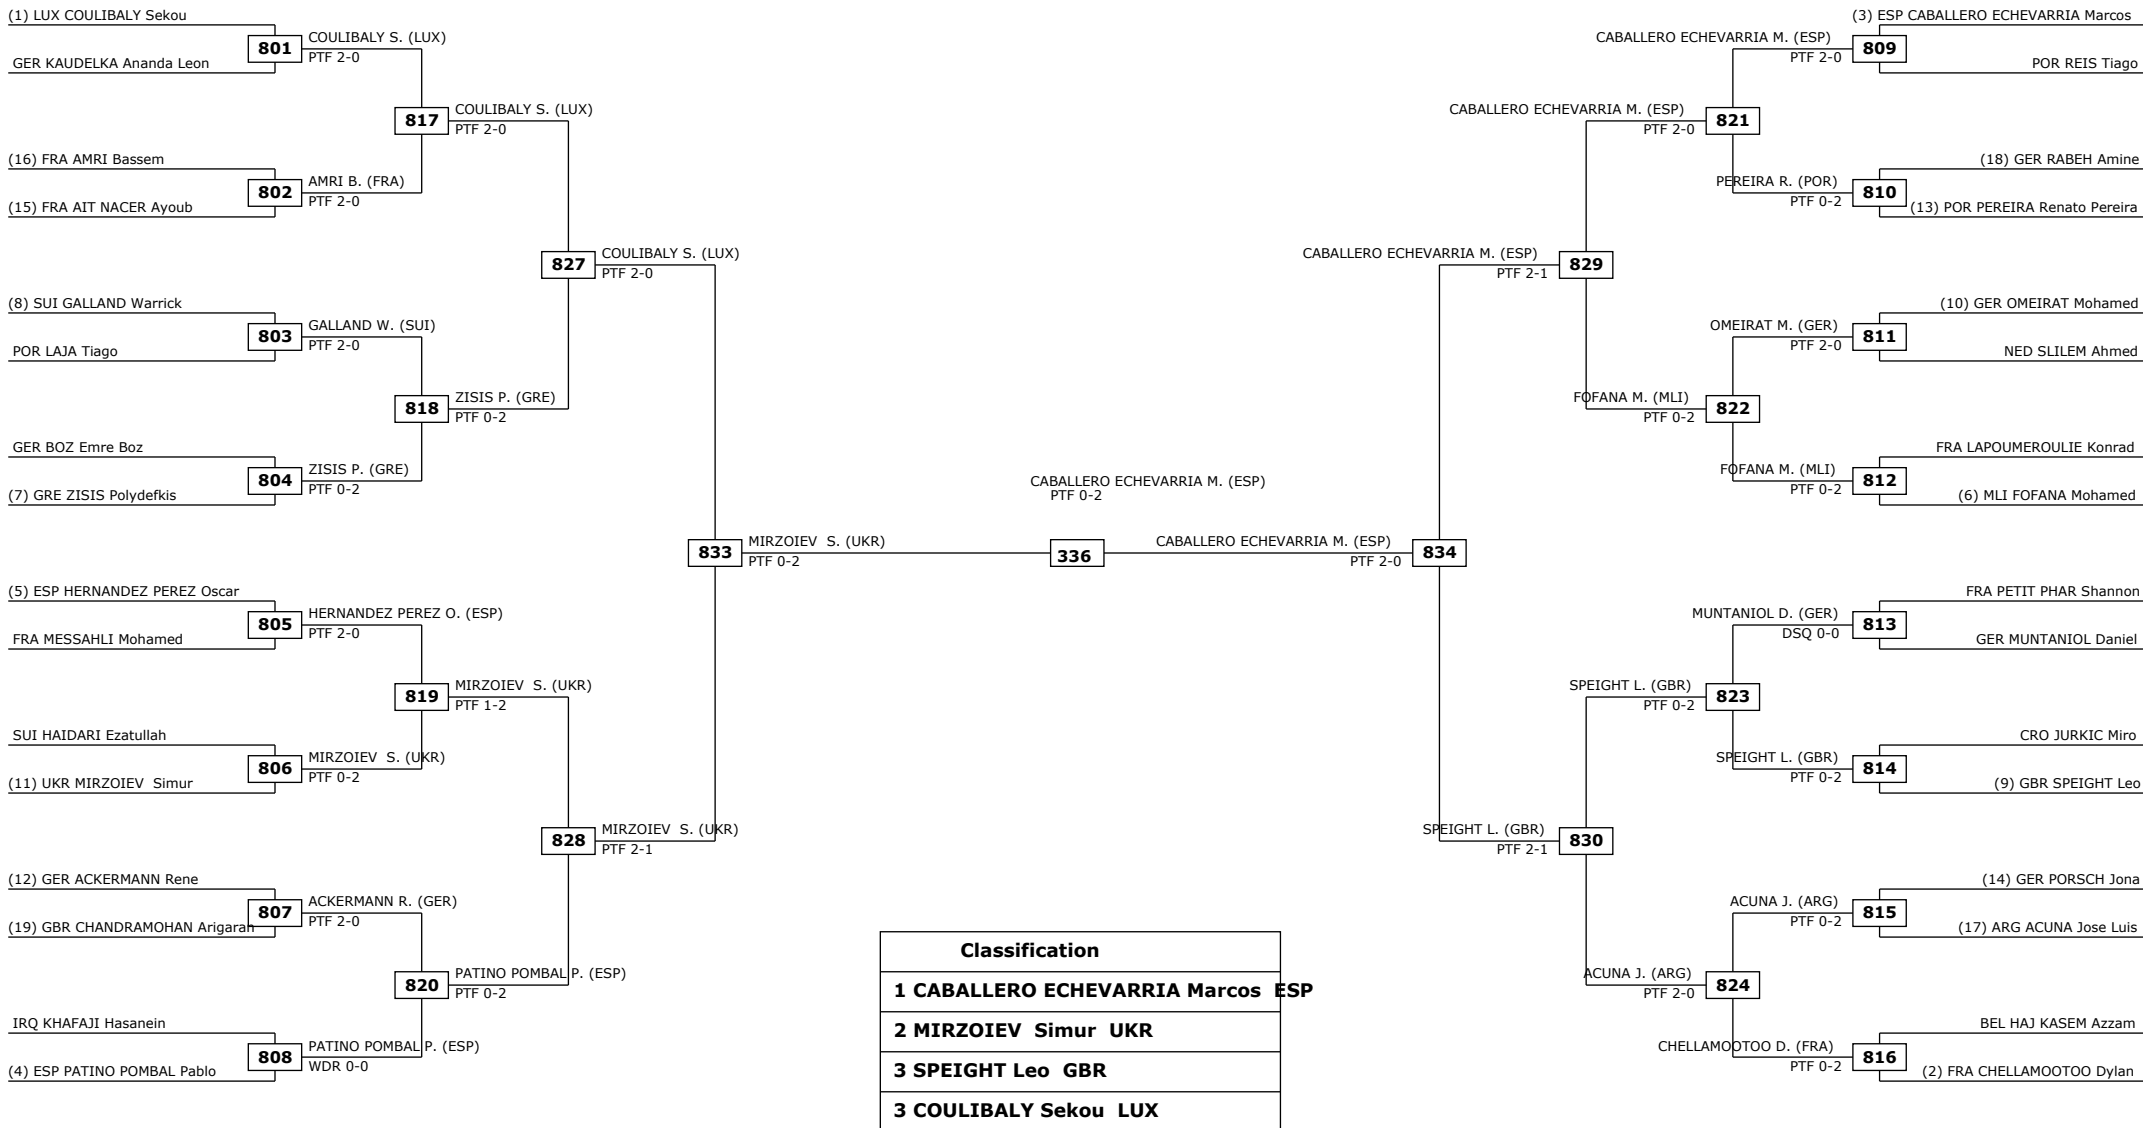 (1) LUX COULIBALY Sekou
801
COULIBALY S. (LUX)
PTF 2-0
GER KAUDELKA Ananda Leon
817
COULIBALY S. (LUX)
PTF 2-0
(16) FRA AMRI Bassem
802
AMRI B. (FRA)
PTF 2-0
(15) FRA AIT NACER Ayoub
827
COULIBALY S. (LUX)
PTF 2-0
(8) SUI GALLAND Warrick
803
GALLAND W. (SUI)
PTF 2-0
POR LAJA Tiago
818
ZISIS P. (GRE)
PTF 0-2
GER BOZ Emre Boz
804
ZISIS P. (GRE)
PTF 0-2
(7) GRE ZISIS Polydefkis
833
MIRZOIEV  S. (UKR)
PTF 0-2
(5) ESP HERNANDEZ PEREZ Oscar
805
HERNANDEZ PEREZ O. (ESP)
PTF 2-0
FRA MESSAHLI Mohamed
819
MIRZOIEV  S. (UKR)
PTF 1-2
SUI HAIDARI Ezatullah
806
MIRZOIEV  S. (UKR)
PTF 0-2
(11) UKR MIRZOIEV  Simur
828
MIRZOIEV  S. (UKR)
PTF 2-1
(12) GER ACKERMANN Rene
807
ACKERMANN R. (GER)
PTF 2-0
(19) GBR CHANDRAMOHAN Arigarah
820
PATINO POMBAL P. (ESP)
PTF 0-2
IRQ KHAFAJI Hasanein
808
PATINO POMBAL P. (ESP)
WDR 0-0
(4) ESP PATINO POMBAL Pablo
CABALLERO ECHEVARRIA M. (ESP)
PTF 0-2
336
(3) ESP CABALLERO ECHEVARRIA Marcos
CABALLERO ECHEVARRIA M. (ESP)
PTF 2-0
809
POR REIS Tiago
CABALLERO ECHEVARRIA M. (ESP)
PTF 2-0
821
(18) GER RABEH Amine
PEREIRA R. (POR)
PTF 0-2
810
(13) POR PEREIRA Renato Pereira
CABALLERO ECHEVARRIA M. (ESP)
PTF 2-1
829
(10) GER OMEIRAT Mohamed
OMEIRAT M. (GER)
PTF 2-0
811
NED SLILEM Ahmed
FOFANA M. (MLI)
PTF 0-2
822
FRA LAPOUMEROULIE Konrad
FOFANA M. (MLI)
PTF 0-2
812
(6) MLI FOFANA Mohamed
CABALLERO ECHEVARRIA M. (ESP)
PTF 2-0
834
FRA PETIT PHAR Shannon
MUNTANIOL D. (GER)
DSQ 0-0
813
GER MUNTANIOL Daniel
SPEIGHT L. (GBR)
PTF 0-2
823
CRO JURKIC Miro
SPEIGHT L. (GBR)
PTF 0-2
814
(9) GBR SPEIGHT Leo
SPEIGHT L. (GBR)
PTF 2-1
830
(14) GER PORSCH Jona
ACUNA J. (ARG)
PTF 0-2
815
(17) ARG ACUNA Jose Luis
ACUNA J. (ARG)
PTF 2-0
824
BEL HAJ KASEM Azzam
CHELLAMOOTOO D. (FRA)
PTF 0-2
816
(2) FRA CHELLAMOOTOO Dylan
Classification
1 CABALLERO ECHEVARRIA Marcos  ESP
2 MIRZOIEV  Simur  UKR
3 SPEIGHT Leo  GBR
3 COULIBALY Sekou  LUX